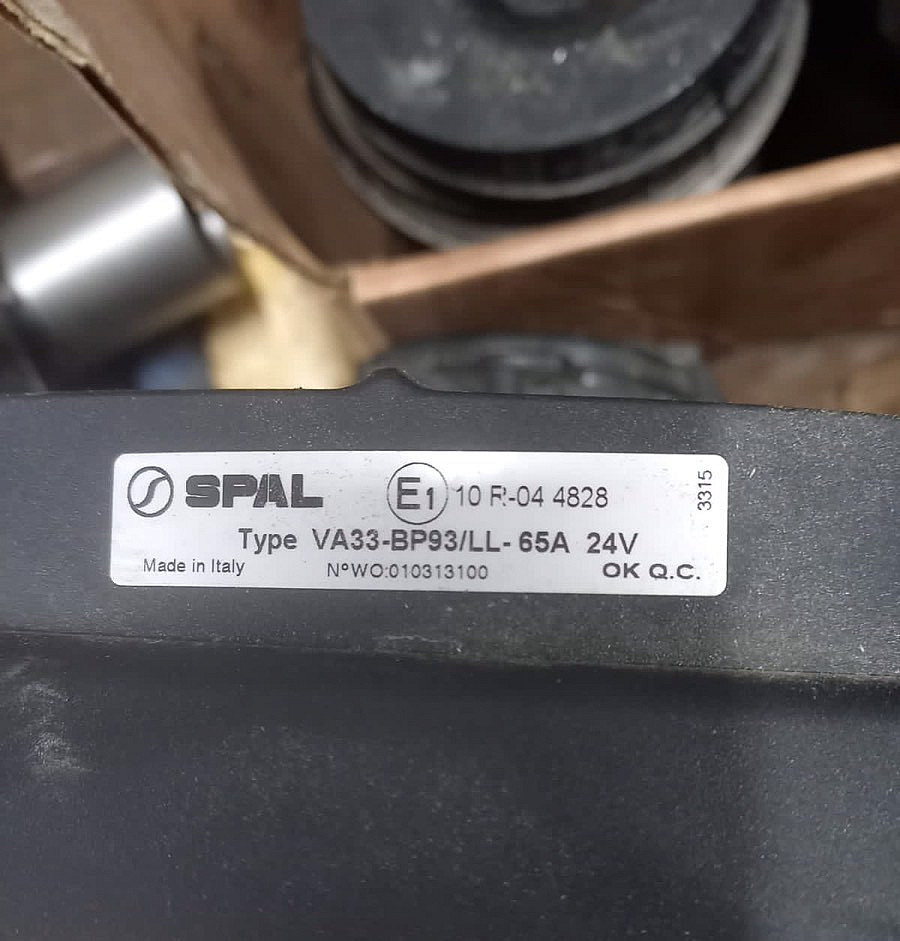 SPAL E1 10 R-04 4828
3315
Type VA33-BP93/LL- 65A 24V
Made in Italy N°WO:010313100 OK Q.C.